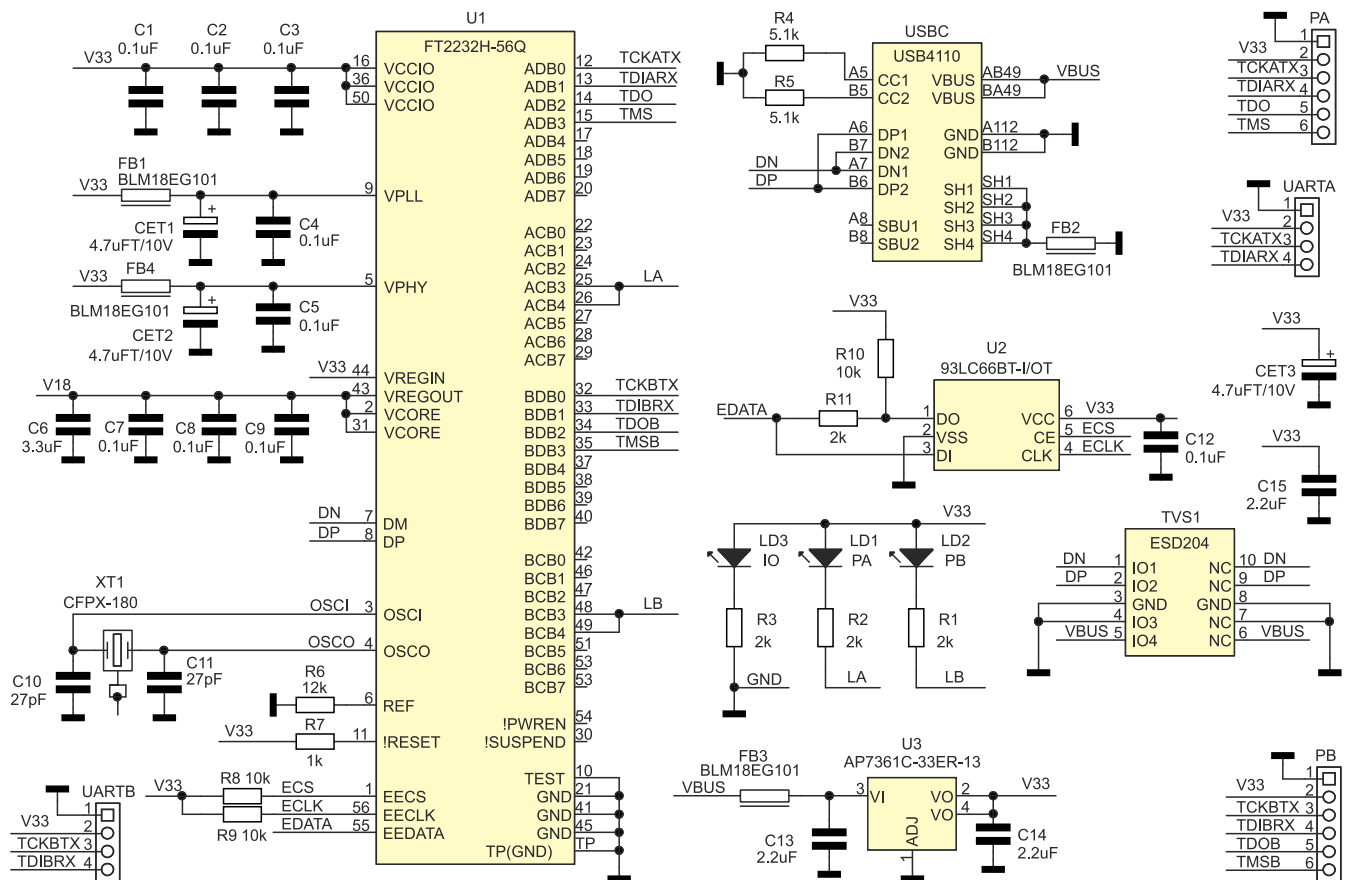 U1
FT2232H-56Q
C1
0.1uF
C2
0.1uF
C3
0.1uF
V33
16 VCCIO
36 VCCIO
50 VCCIO
ADB0 12 TCKATX
ADB1 13 TDIARX
ADB2 14 TDO
ADB3 15 TMS
ADB4 17
ADB5 18
ADB6 19
ADB7 20
FB1
BLM18EG101
V33
9 VPLL
CET1
4.7uFT/10V
+
C4
0.1uF
ACB0 22
ACB1 23
ACB2 24
ACB3 25 LA
ACB4 26
ACB5 27
ACB6 28
ACB7 29
V33
FB4
BLM18EG101
5 VPHY
+
CET2
4.7uFT/10V
C5
0.1uF
V33 44 VREGIN
V18
43 VREGOUT
2 VCORE
31 VCORE
C6
3.3uF
C7
0.1uF
C8
0.1uF
C9
0.1uF
BDB0 32 TCKBTX
BDB1 33 TDIBRX
BDB2 34 TDOB
BDB3 35 TMSB
BDB4 37
BDB5 38
BDB6 39
BDB7 40
DN 7 DM
DP 8 DP
BCB0 42
BCB1 46
BCB2 47
BCB3 48 LB
BCB4 49
BCB5 51
BCB6 53
BCB7 53
XT1
CFPX-180
OSCI 3 OSCI
OSCO 4 OSCO
C10
27pF
C11
27pF
R6
12k
6 REF
R7
1k
V33
11 !RESET
!PWREN 54
!SUSPEND 30
TEST 10
GND 21
GND 41
GND 45
TP(GND) TP
V33
R8 10k
ECS 1 EECS
ECLK 56 EECLK
R9 10k
EDATA 55 EEDATA
UARTB
1
V33 2
TCKBTX 3
TDIBRX 4
R4
5.1k
R5
5.1k
USBC
USB4110
A5 CC1
B5 CC2
VBUS AB49 VBUS
VBUS BA49
A6 DP1
B7 DN2
DN A7 DN1
DP B6 DP2
GND A112
GND B112
SH1 SH1
SH2 SH2
SH3 SH3
SH4 SH4
A8 SBU1
B8 SBU2
FB2
BLM18EG101
V33
R10
10k
U2
93LC66BT-I/OT
EDATA
R11
2k
1 DO
2 VSS
3 DI
VCC 6 V33
CE 5 ECS
CLK 4 ECLK
C12
0.1uF
V33
LD3
IO
LD1
PA
LD2
PB
R3
2k
R2
2k
R1
2k
GND
LA
LB
FB3
BLM18EG101
VBUS
U3
AP7361C-33ER-13
3 VI
VO 2 V33
VO 4
ADJ
1
C13
2.2uF
C14
2.2uF
PA
1
V33 2
TCKATX 3
TDIARX 4
TDO 5
TMS 6
UARTA
1
V33 2
TCKATX 3
TDIARX 4
V33
+
CET3
4.7uFT/10V
V33
C15
2.2uF
TVS1
ESD204
DN 1 IO1
DP 2 IO2
3 GND
4 IO3
VBUS 5 IO4
NC 10 DN
NC 9 DP
GND 8
NC 7
NC 6 VBUS
PB
1
V33 2
TCKBTX 3
TDIBRX 4
TDOB 5
TMSB 6